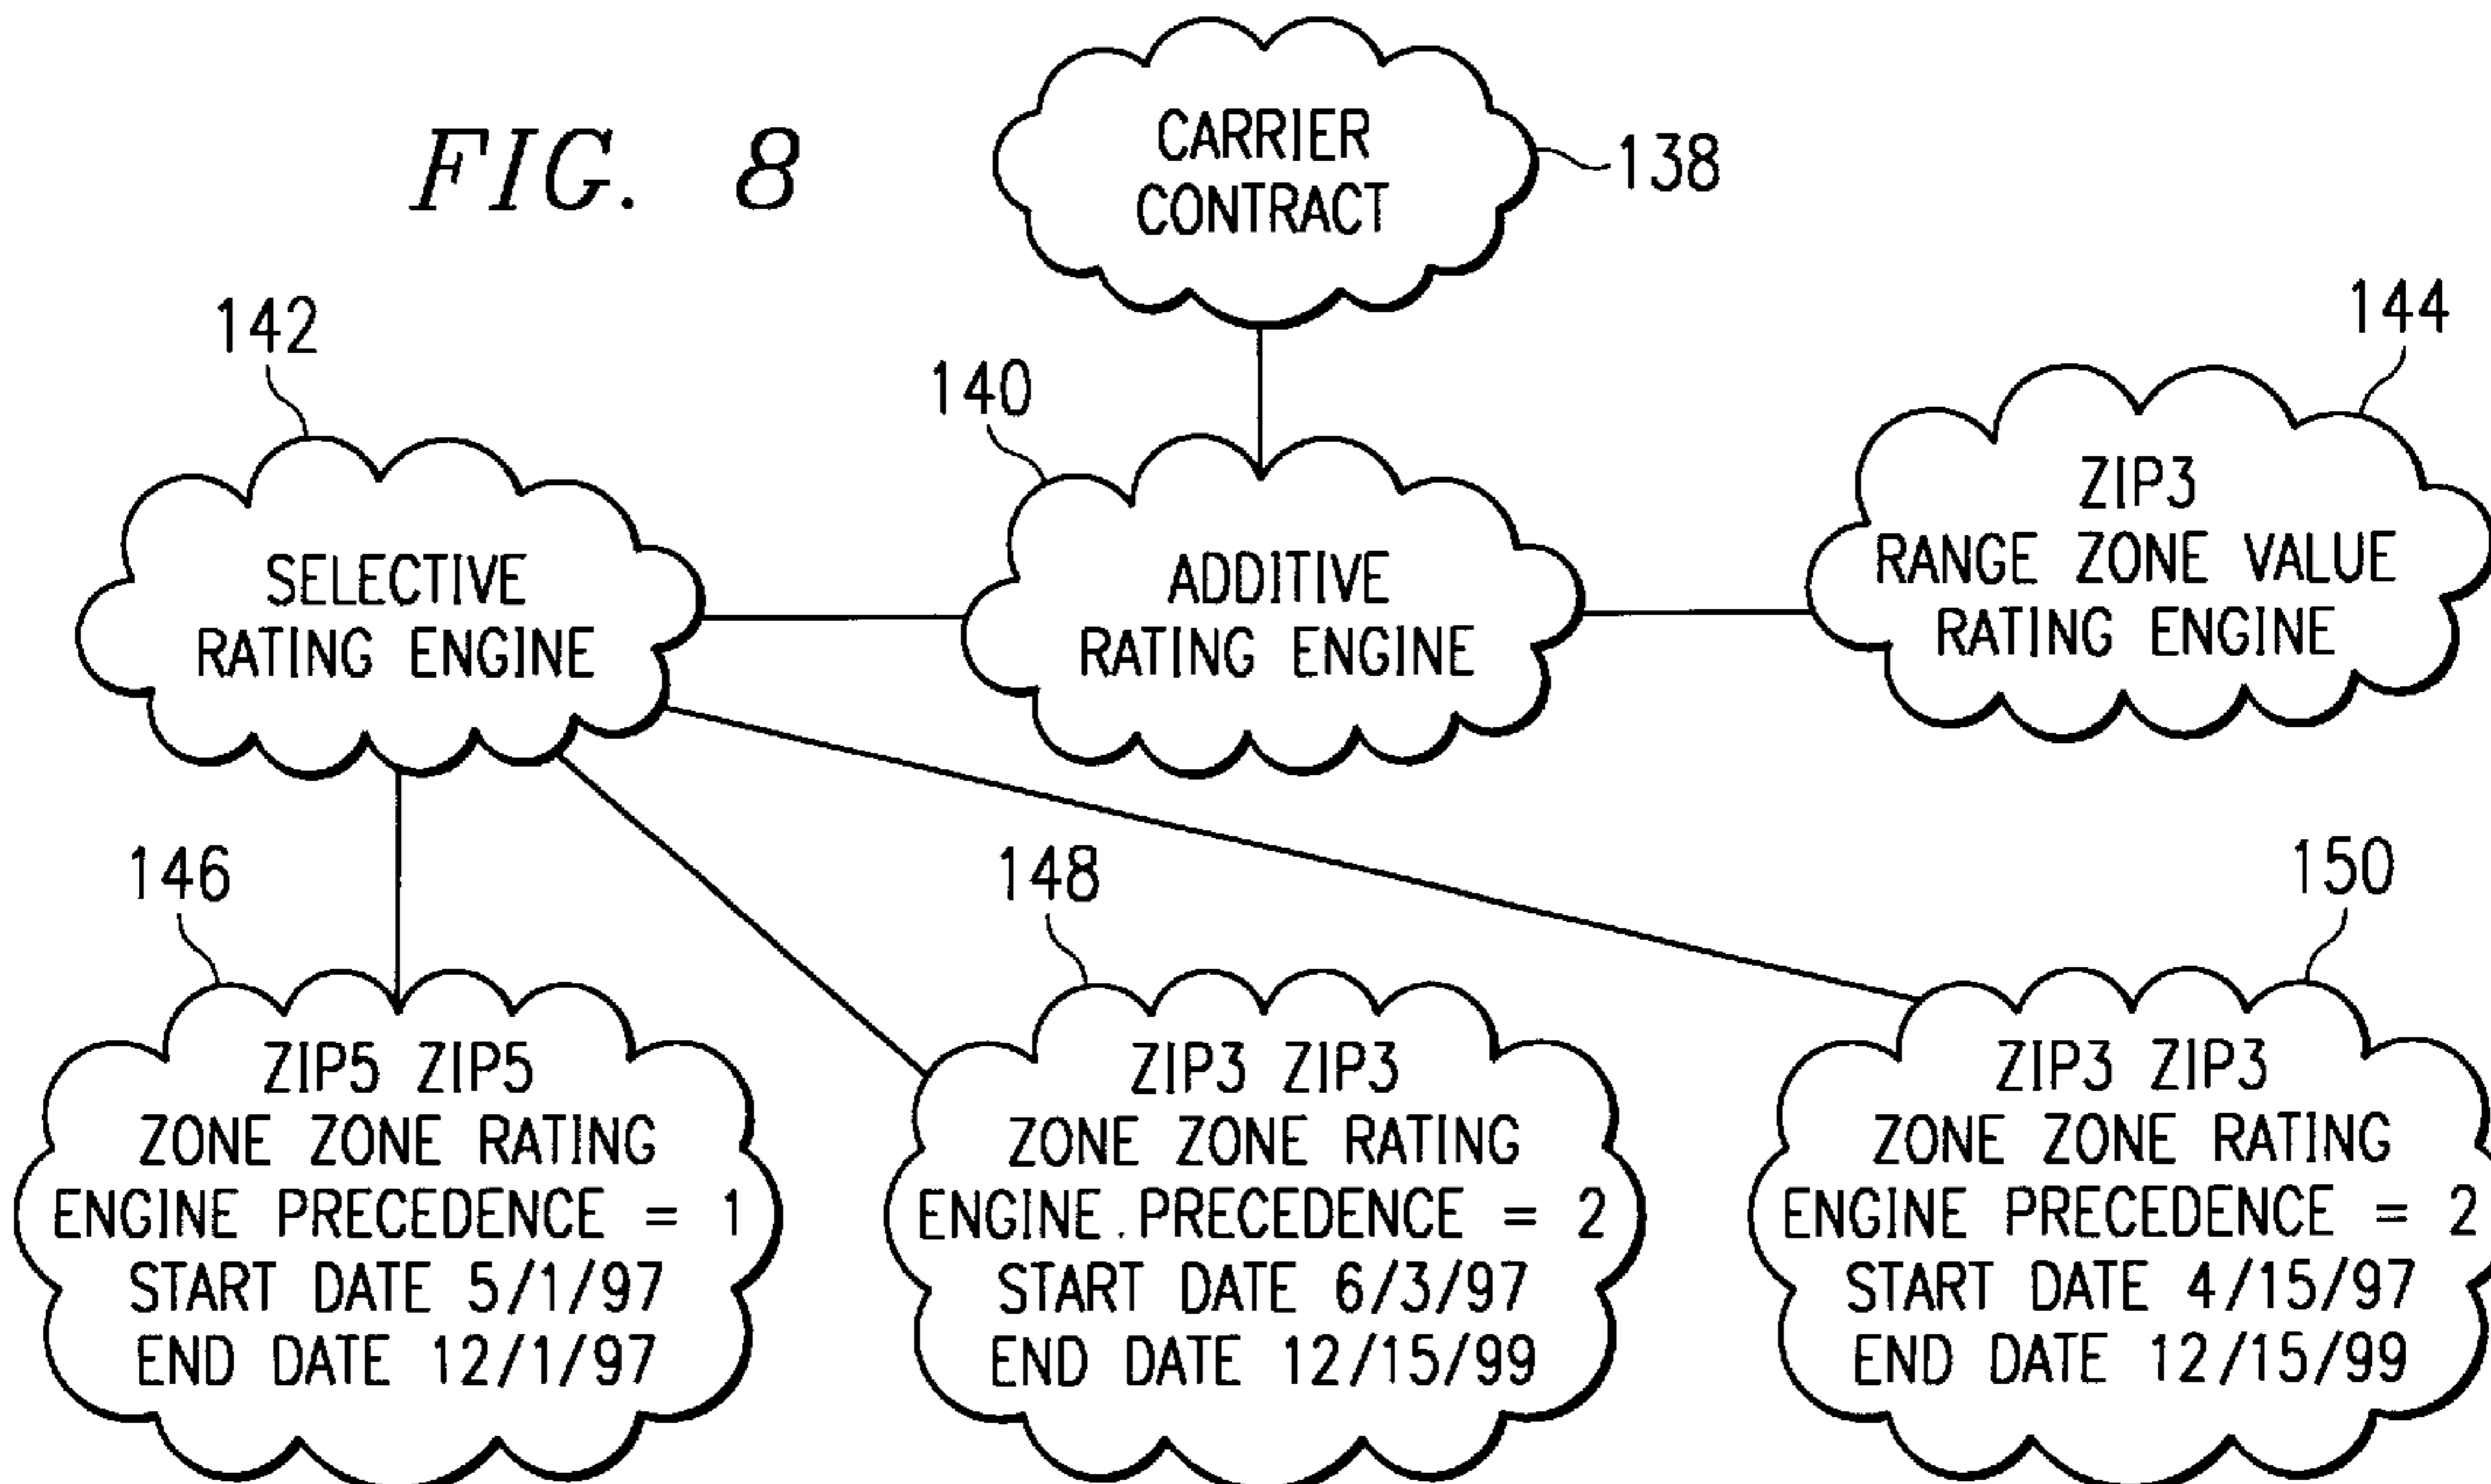 FIG. 8
CARRIER
CONTRACT
138
142
140
144
SELECTIVE
RATING ENGINE
ADDITIVE
RATING ENGINE
ZIP3
RANGE ZONE VALUE
RATING ENGINE
146
148
150
ZIP5 ZIP5
ZONE ZONE RATING
ENGINE PRECEDENCE = 1
START DATE 5/1/97
END DATE 12/1/97
ZIP3 ZIP3
ZONE ZONE RATING
ENGINE PRECEDENCE = 2
START DATE 6/3/97
END DATE 12/15/99
ZIP3 ZIP3
ZONE ZONE RATING
ENGINE PRECEDENCE = 2
START DATE 4/15/97
END DATE 12/15/99